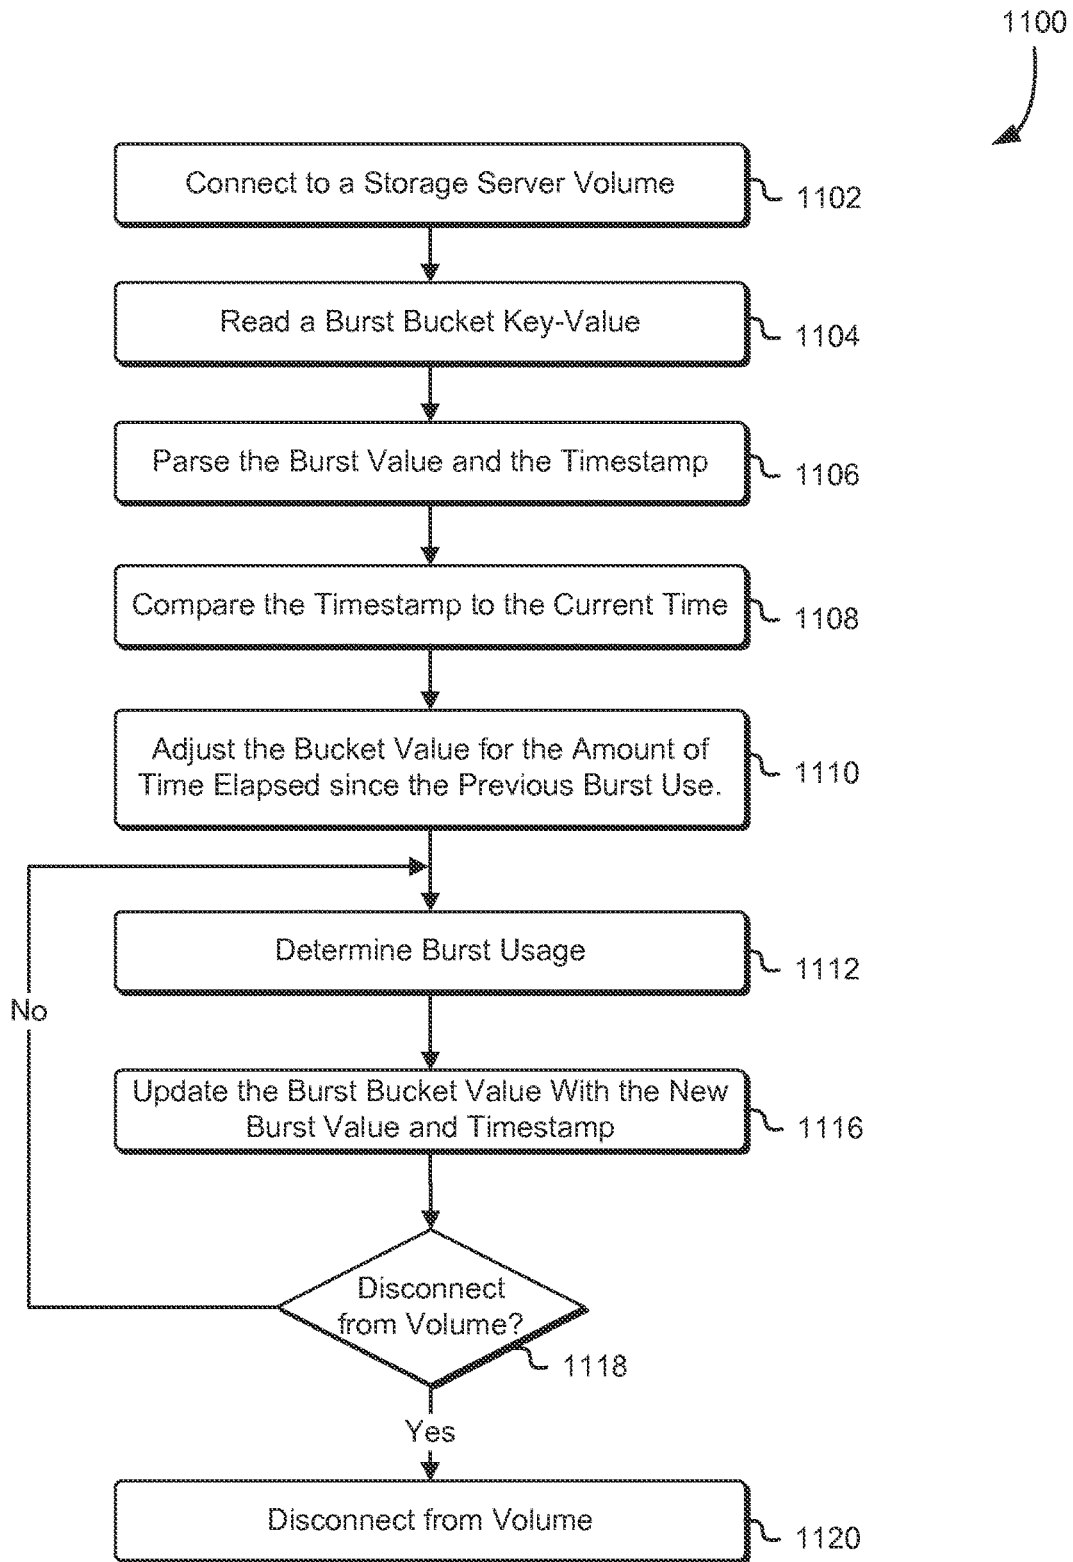 1100
Connect to a Storage Server Volume
1102
Read a Burst Bucket Key-Value
1104
Parse the Burst Value and the Timestamp
1106
Compare the Timestamp to the Current Time
1108
Adjust the Bucket Value for the Amount of
Time Elapsed since the Previous Burst Use.
1110
Determine Burst Usage
1112
No
Update the Burst Bucket Value With the New
Burst Value and Timestamp
1116
Disconnect
from Volume?
1118
Yes
Disconnect from Volume
1120